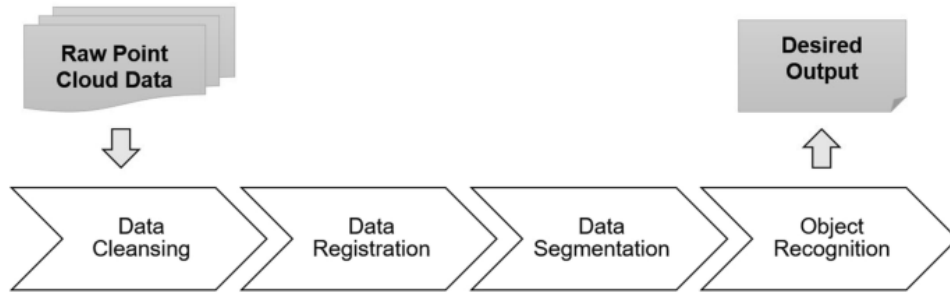 Raw Point
Cloud Data
Desired
Output
Data
Cleansing
Data
Registration
Data
Segmentation
Object
Recognition